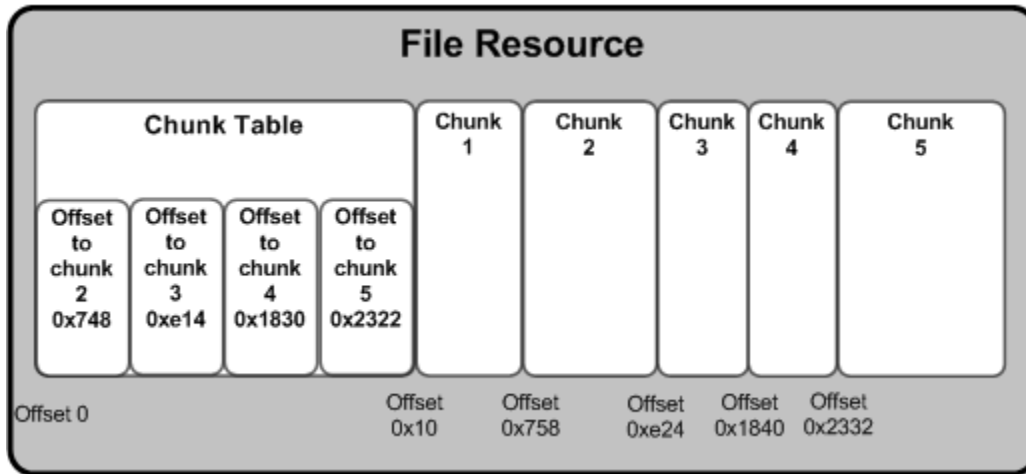 File Resource
Chunk Table
Offset
to
chunk
2
0x748
Offset
to
chunk
3
0xe14
Offset
to
chunk
4
0x1830
Offset
to
chunk
5
0x2322
Chunk
1
Chunk
2
Chunk
3
Chunk
4
Chunk
5
Offset 0
Offset
0x10
Offset
0x758
Offset
0xe24
Offset
0x1840
Offset
0x2332